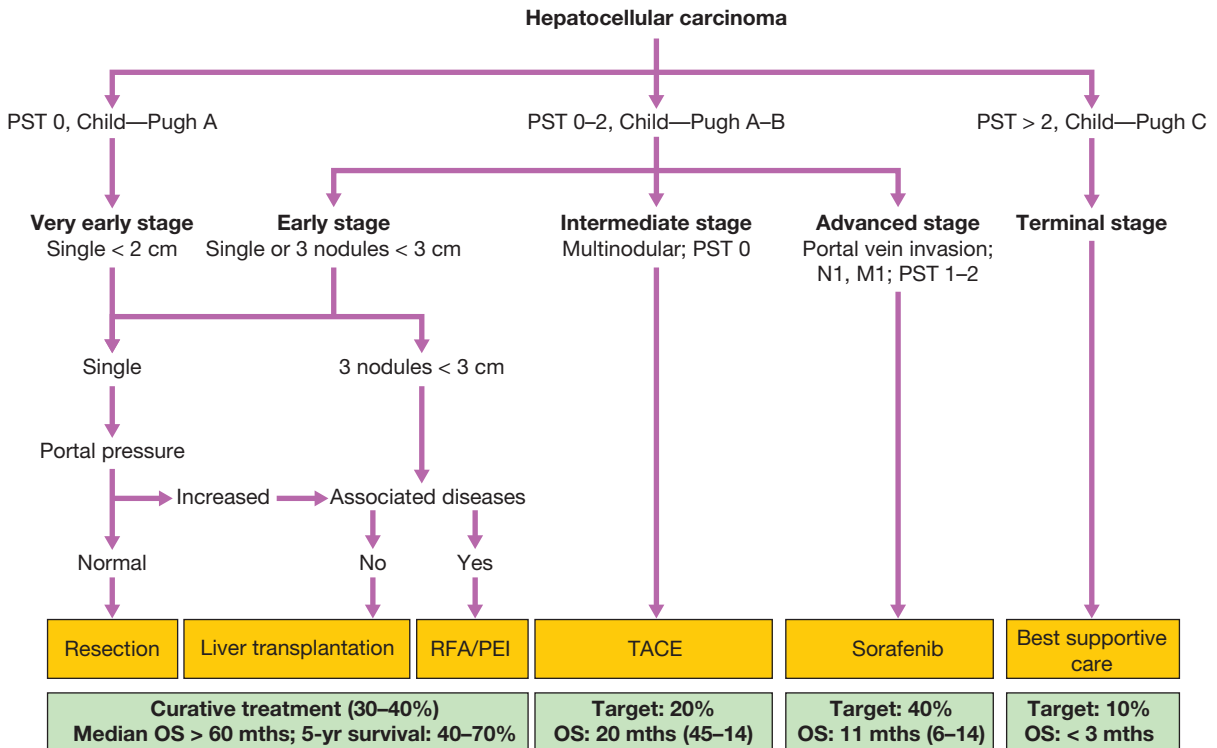 Hepatocellular carcinoma
PST 0, Child—Pugh A
PST 0–2, Child—Pugh A–B
PST > 2, Child—Pugh C
Very early stage
Single < 2 cm
Early stage
Single or 3 nodules < 3 cm
Intermediate stage
Multinodular; PST 0
Advanced stage
Portal vein invasion;
N1, M1; PST 1–2
Terminal stage
Single
3 nodules < 3 cm
Portal pressure
Increased
Associated diseases
Normal
No
Yes
Resection
Liver transplantation
RFA/PEI
TACE
Sorafenib
Best supportive
care
Curative treatment (30–40%)
Median OS > 60 mths; 5-yr survival: 40–70%
Target: 20%
OS: 20 mths (45–14)
Target: 40%
OS: 11 mths (6–14)
Target: 10%
OS: < 3 mths